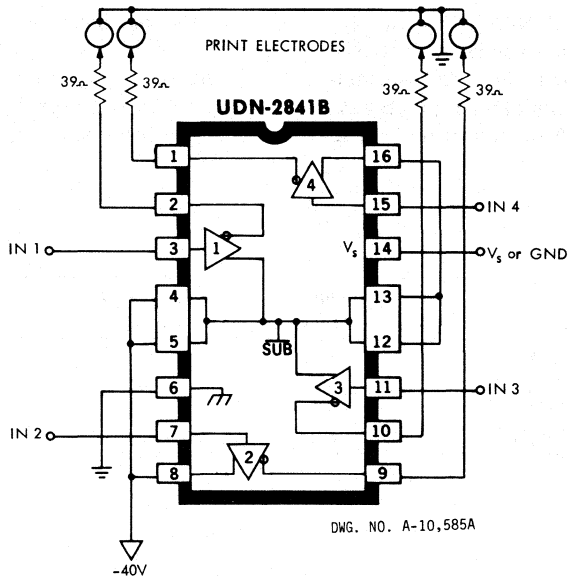 PRINT ELECTRODES
39Ω 39Ω 39Ω 39Ω
UDN-2841B
1 16
4
2 15 IN 4
IN 1 3 1 Vs 14 Vs or GND
4 13
5 12
SUB
6 3 11 IN 3
IN 2 7 10
8 2 9
DWG. NO. A-10,585A
-40V